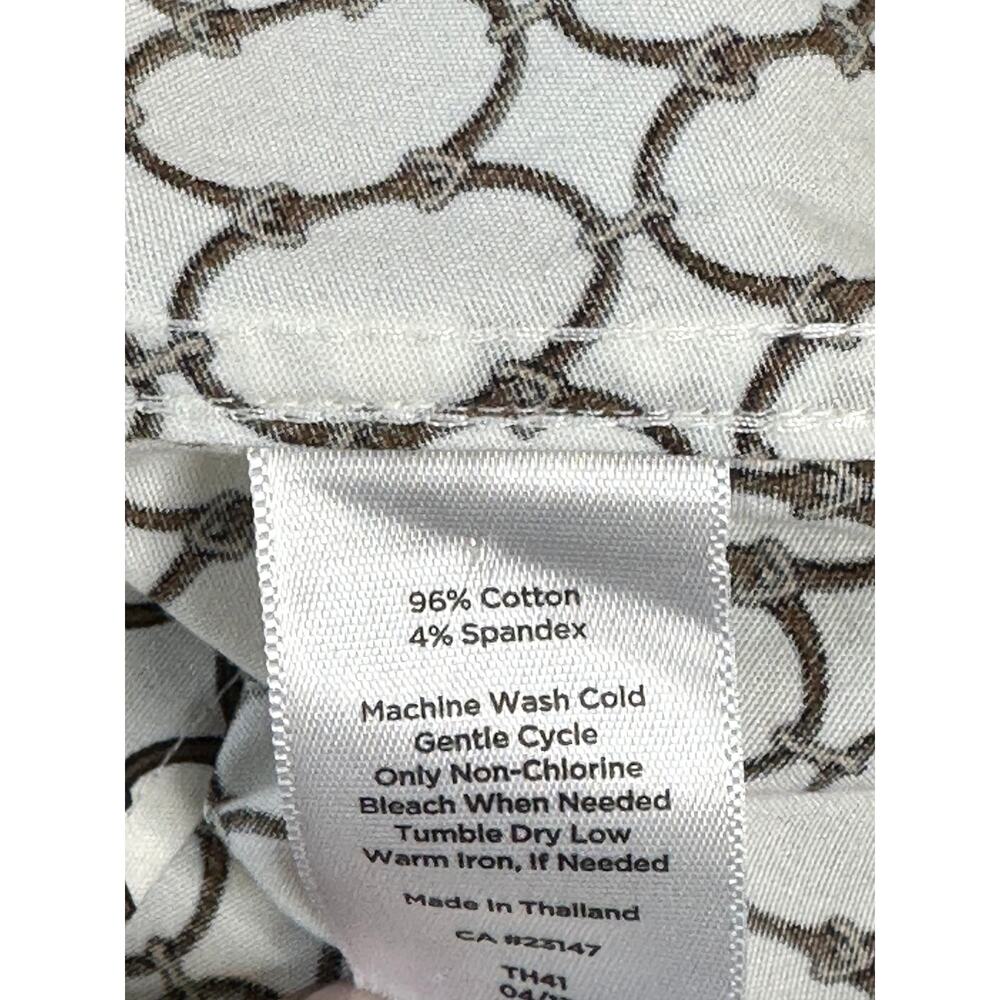 96% Cotton
4% Spandex
Machine Wash Cold
Gentle Cycle
Only Non-Chlorine
Bleach When Needed
Tumble Dry Low
Warm Iron, If Needed
Made In Thailand
CA #23147
TH41